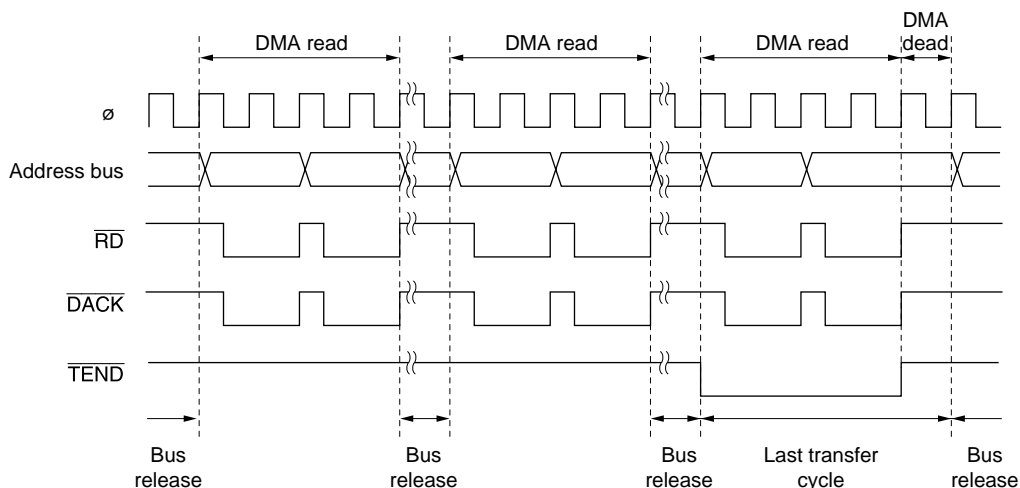 DMA read
DMA read
DMA read
DMA
dead
ø
Address bus
RD
DACK
TEND
Bus
release
Bus
release
Bus
release
Last transfer
cycle
Bus
release